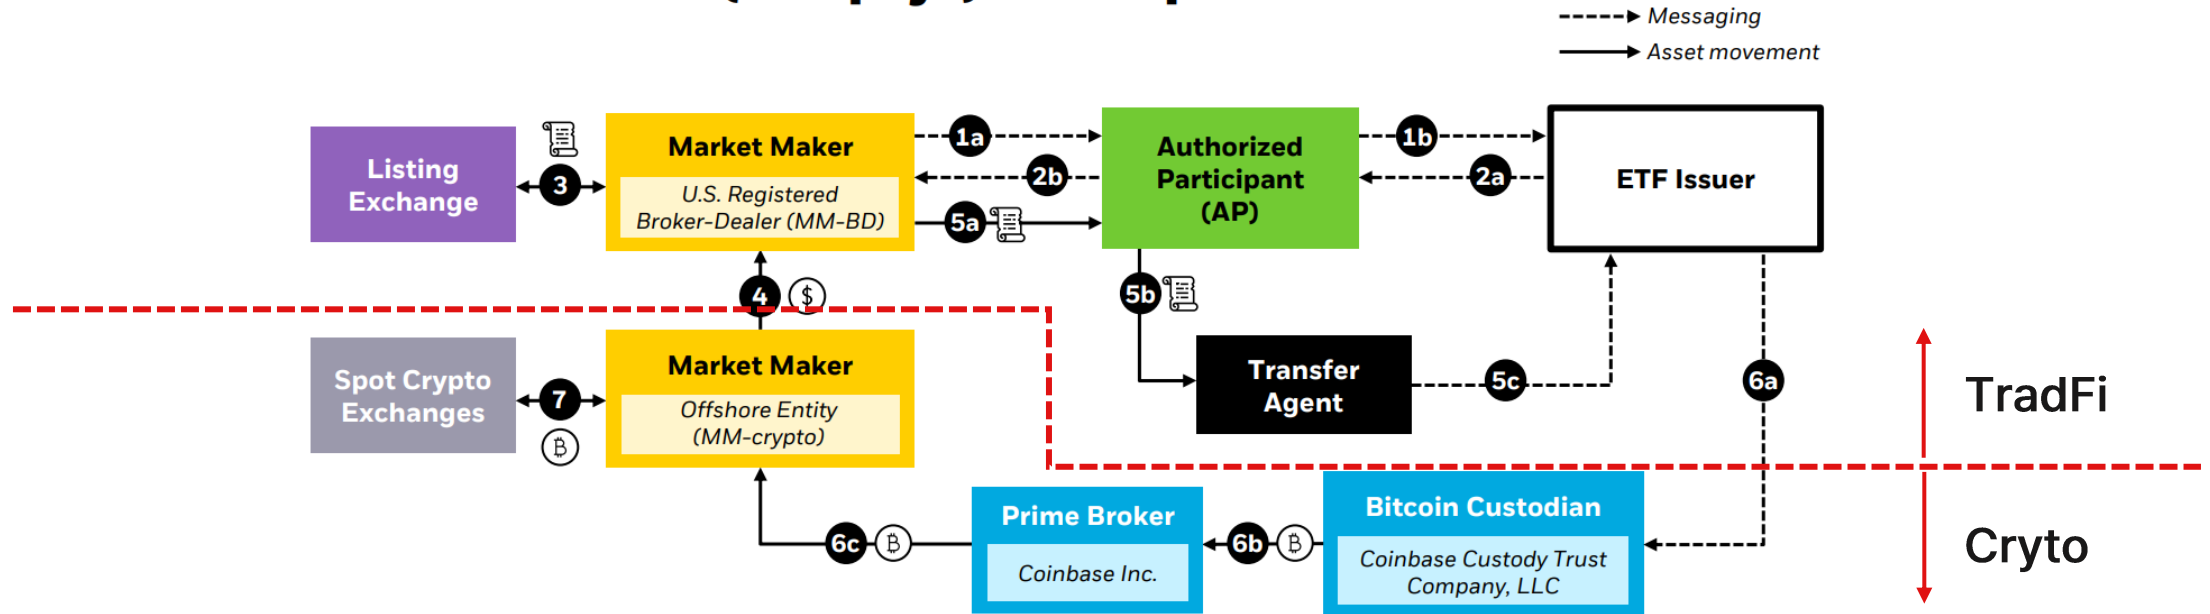 Messaging
Asset movement
Listing
Exchange
3
Market Maker
U.S. Registered
Broker-Dealer (MM-BD)
1a
2b
5a
Authorized
Participant
(AP)
1b
2a
ETF Issuer
4
$
5b
Spot Crypto
Exchanges
7
₿
Market Maker
Offshore Entity
(MM-crypto)
Transfer
Agent
5c
6a
TradFi
6c
₿
Prime Broker
Coinbase Inc.
6b
₿
Bitcoin Custodian
Coinbase Custody Trust
Company, LLC
Cryto